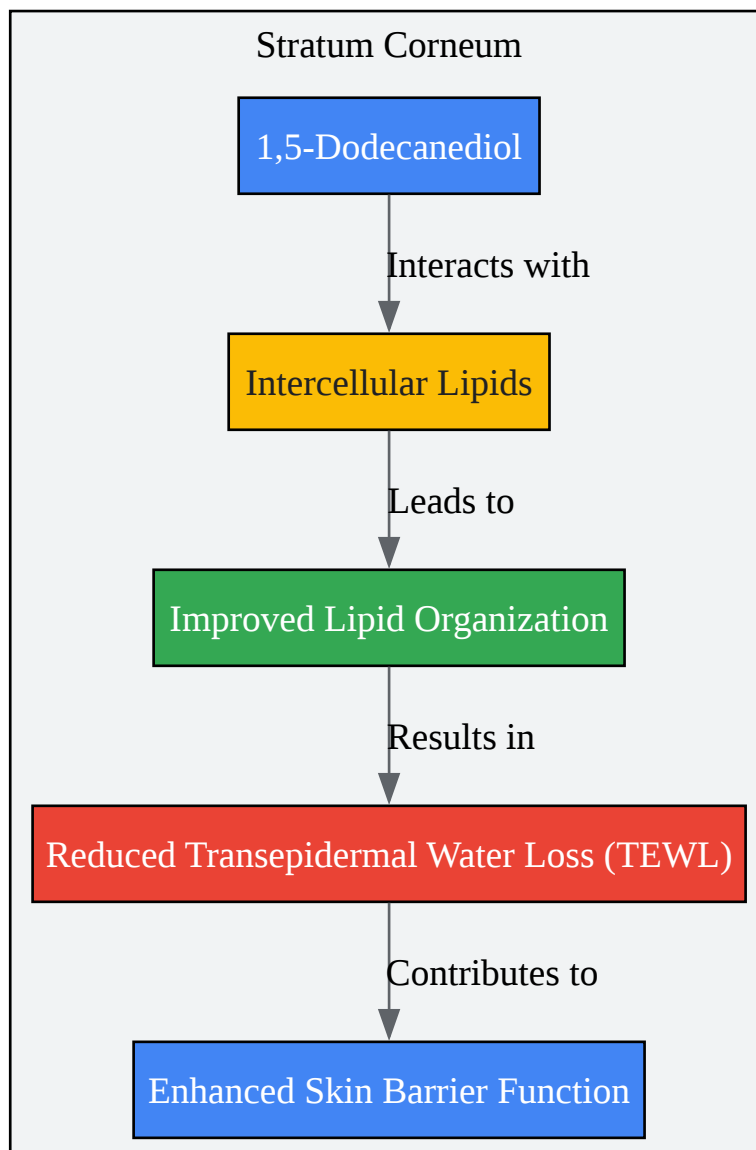 Stratum Corneum
1,5-Dodecanediol
Interacts with
Intercellular Lipids
Leads to
Improved Lipid Organization
Results in
Reduced Transepidermal Water Loss (TEWL)
Contributes to
Enhanced Skin Barrier Function